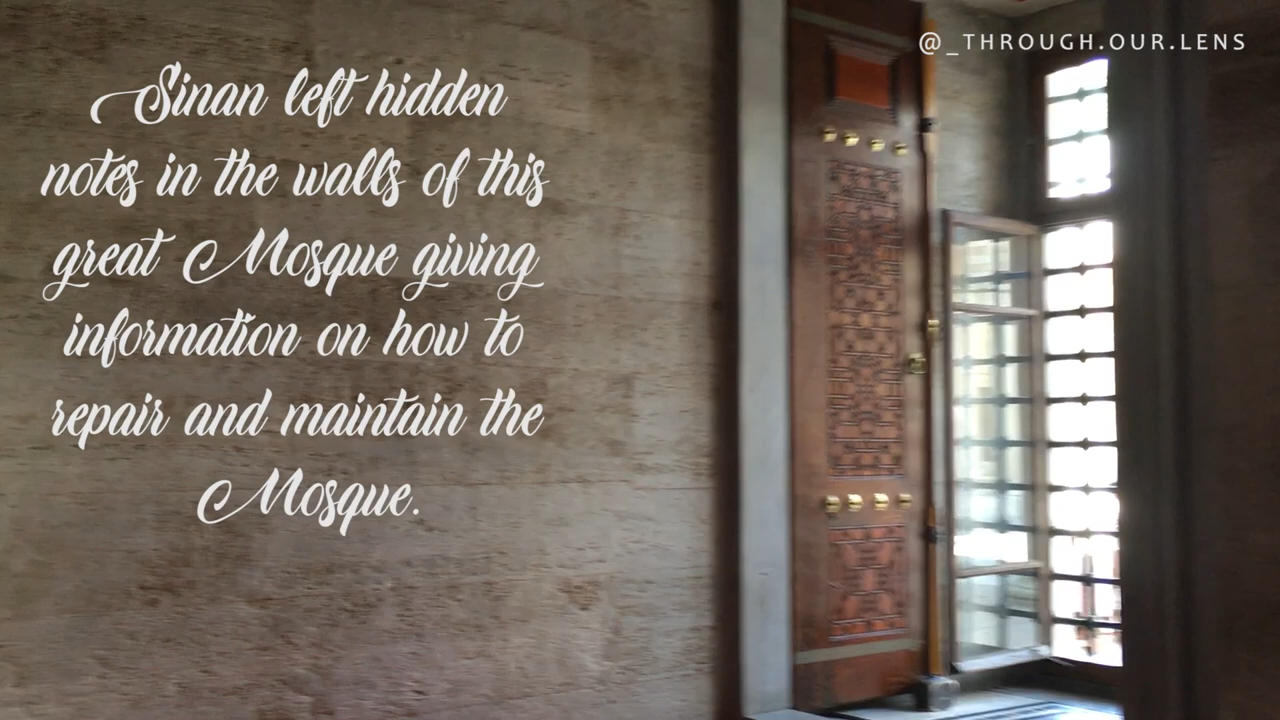 @_THROUGH.OUR.LENS
Sinan left hidden
notes in the walls of this
great Mosque giving
information on how to
repair and maintain the
Mosque.